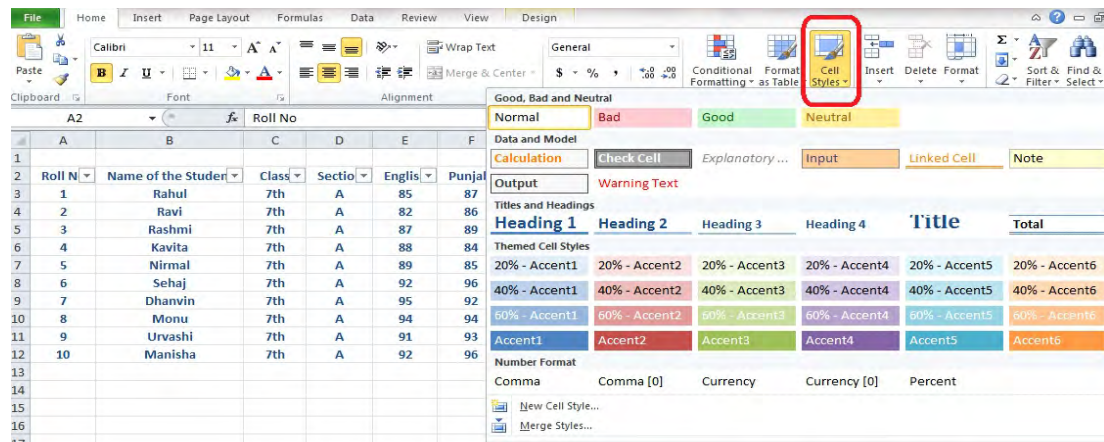 File Home Insert Page Layout Formulas Data Review View Design
Calibri 11 A A Wrap Text General Σ
Paste B I U A Merge & Center $ % , .0 .00 .00 .0 Conditional Formatting Format as Table Cell Styles Insert Delete Format Sort & Filter Find & Select
Clipboard Font Alignment
A2 fx Roll No
A B C D E F
1
2 Roll N Name of the Studen Class Sectio Englis Punjal
3 1 Rahul 7th A 85 87
4 2 Ravi 7th A 82 86
5 3 Rashmi 7th A 87 89
6 4 Kavita 7th A 88 84
7 5 Nirmal 7th A 89 85
8 6 Sehaj 7th A 92 96
9 7 Dhanvin 7th A 95 92
10 8 Monu 7th A 94 94
11 9 Urvashi 7th A 91 93
12 10 Manisha 7th A 92 96
13
14
15
16
Good, Bad and Neutral
Normal Bad Good Neutral
Data and Model
Calculation Check Cell Explanatory ... Input Linked Cell Note
Output Warning Text
Titles and Headings
Heading 1 Heading 2 Heading 3 Heading 4 Title Total
Themed Cell Styles
20% - Accent1 20% - Accent2 20% - Accent3 20% - Accent4 20% - Accent5 20% - Accent6
40% - Accent1 40% - Accent2 40% - Accent3 40% - Accent4 40% - Accent5 40% - Accent6
60% - Accent1 60% - Accent2 60% - Accent3 60% - Accent4 60% - Accent5 60% - Accent6
Accent1 Accent2 Accent3 Accent4 Accent5 Accent6
Number Format
Comma Comma [0] Currency Currency [0] Percent
New Cell Style...
Merge Styles...